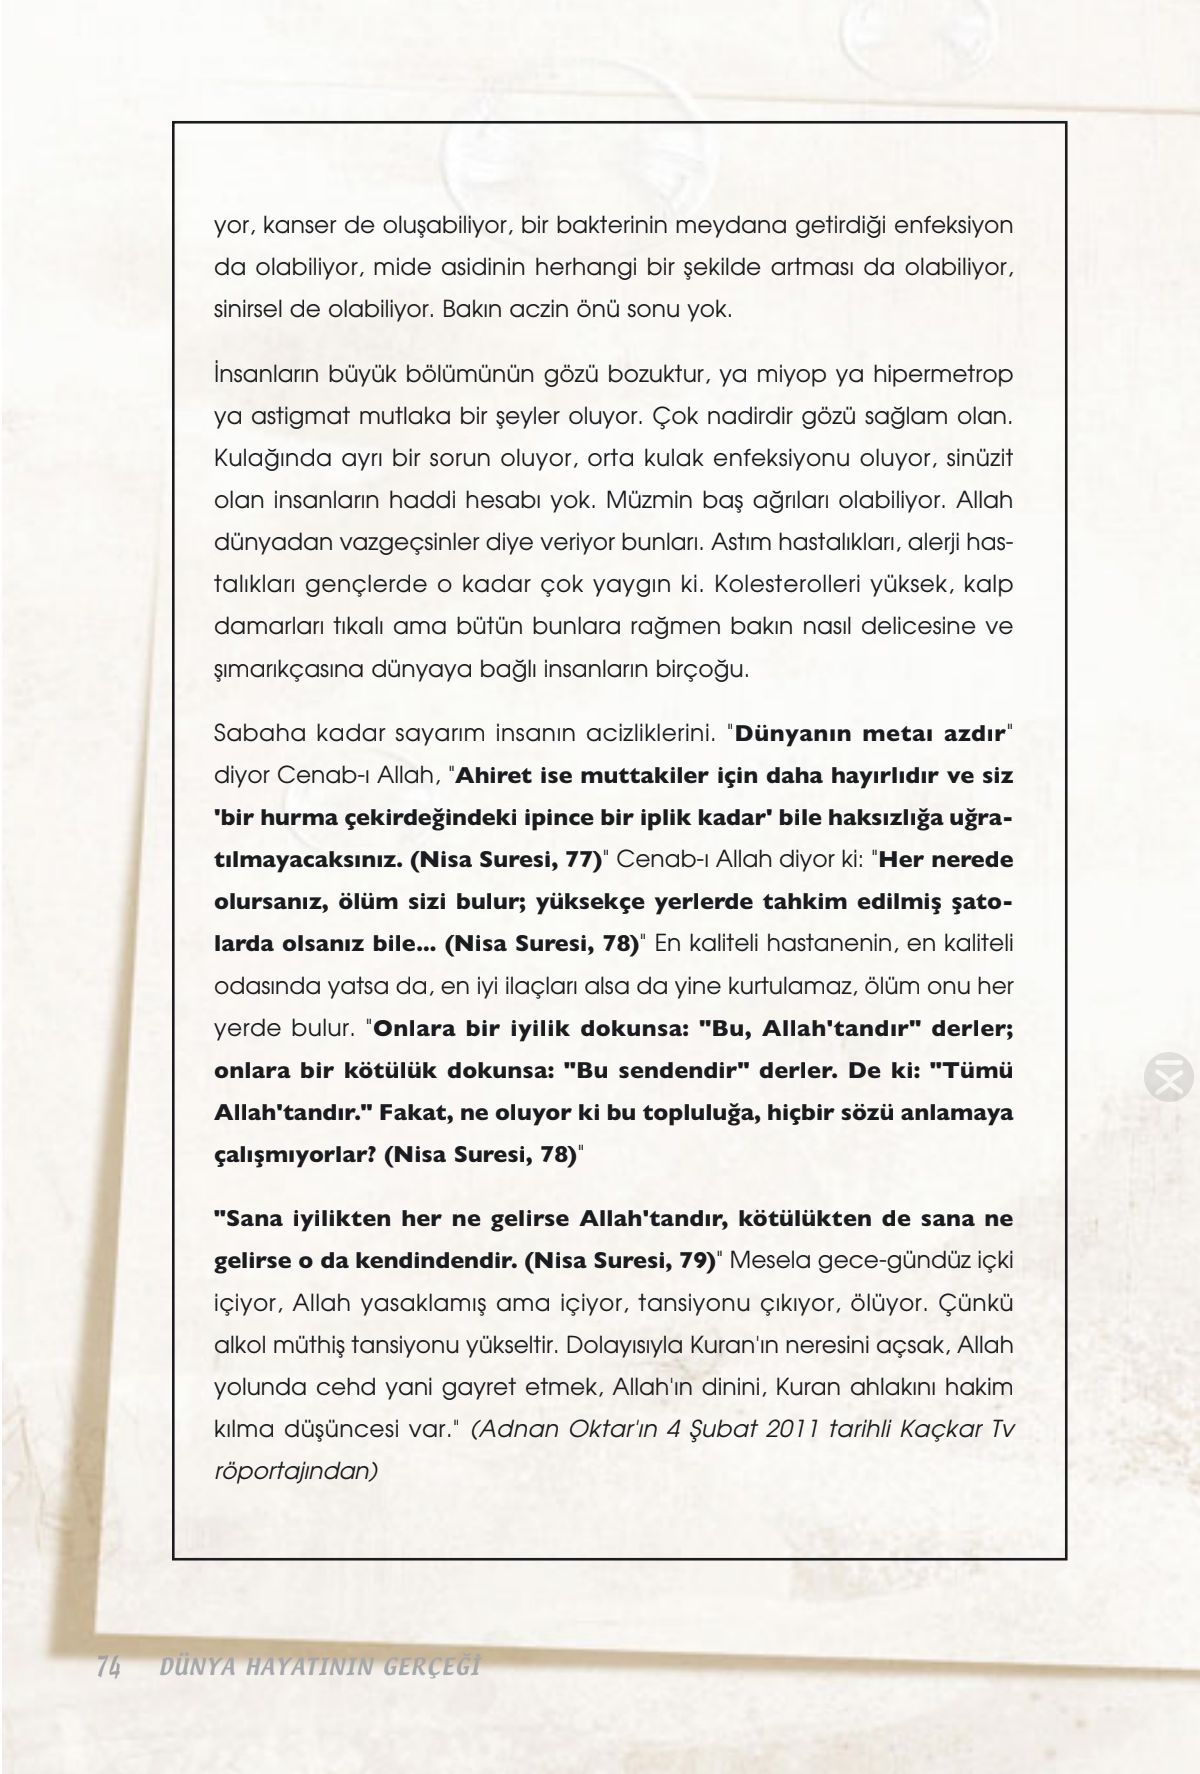 yor, kanser de oluşabiliyor, bir bakterinin meydana getirdiği enfeksiyon
da olabiliyor, mide asidinin herhangi bir şekilde artması da olabiliyor,
sinirsel de olabiliyor. Bakın aczin önü sonu yok.
İnsanların büyük bölümünün gözü bozuktur, ya miyop ya hipermetrop
ya astigmat mutlaka bir şeyler oluyor. Çok nadirdir gözü sağlam olan.
Kulağında ayrı bir sorun oluyor, orta kulak enfeksiyonu oluyor, sinüzit
olan insanların haddi hesabı yok. Müzmin baş ağrıları olabiliyor. Allah
dünyadan vazgeçsinler diye veriyor bunları. Astım hastalıkları, alerji has-
talıkları gençlerde o kadar çok yaygın ki. Kolesterolleri yüksek, kalp
damarları tıkalı ama bütün bunlara rağmen bakın nasıl delicesine ve
şımarıkçasına dünyaya bağlı insanların birçoğu.
Sabaha kadar sayarım insanın acizliklerini. "Dünyanın metaı azdır"
diyor Cenab-ı Allah, "Ahiret ise muttakiler için daha hayırlıdır ve siz
'bir hurma çekirdeğindeki ipince bir iplik kadar' bile haksızlığa uğra-
tılmayacaksınız. (Nisa Suresi, 77)" Cenab-ı Allah diyor ki: "Her nerede
olursanız, ölüm sizi bulur; yüksekçe yerlerde tahkim edilmiş şato-
larda olsanız bile... (Nisa Suresi, 78)" En kaliteli hastanenin, en kaliteli
odasında yatsa da, en iyi ilaçları alsa da yine kurtulamaz, ölüm onu her
yerde bulur. "Onlara bir iyilik dokunsa: "Bu, Allah'tandır" derler;
onlara bir kötülük dokunsa: "Bu sendendir" derler. De ki: "Tümü
Allah'tandır." Fakat, ne oluyor ki bu topluluğa, hiçbir sözü anlamaya
çalışmıyorlar? (Nisa Suresi, 78)"
"Sana iyilikten her ne gelirse Allah'tandır, kötülükten de sana ne
gelirse o da kendindendir. (Nisa Suresi, 79)" Mesela gece-gündüz içki
içiyor, Allah yasaklamış ama içiyor, tansiyonu çıkıyor, ölüyor. Çünkü
alkol müthiş tansiyonu yükseltir. Dolayısıyla Kuran'ın neresini açsak, Allah
yolunda cehd yani gayret etmek, Allah'ın dinini, Kuran ahlakını hakim
kılma düşüncesi var." (Adnan Oktar'ın 4 Şubat 2011 tarihli Kaçkar Tv
röportajından)
74 DÜNYA HAYATININ GERÇEĞİ